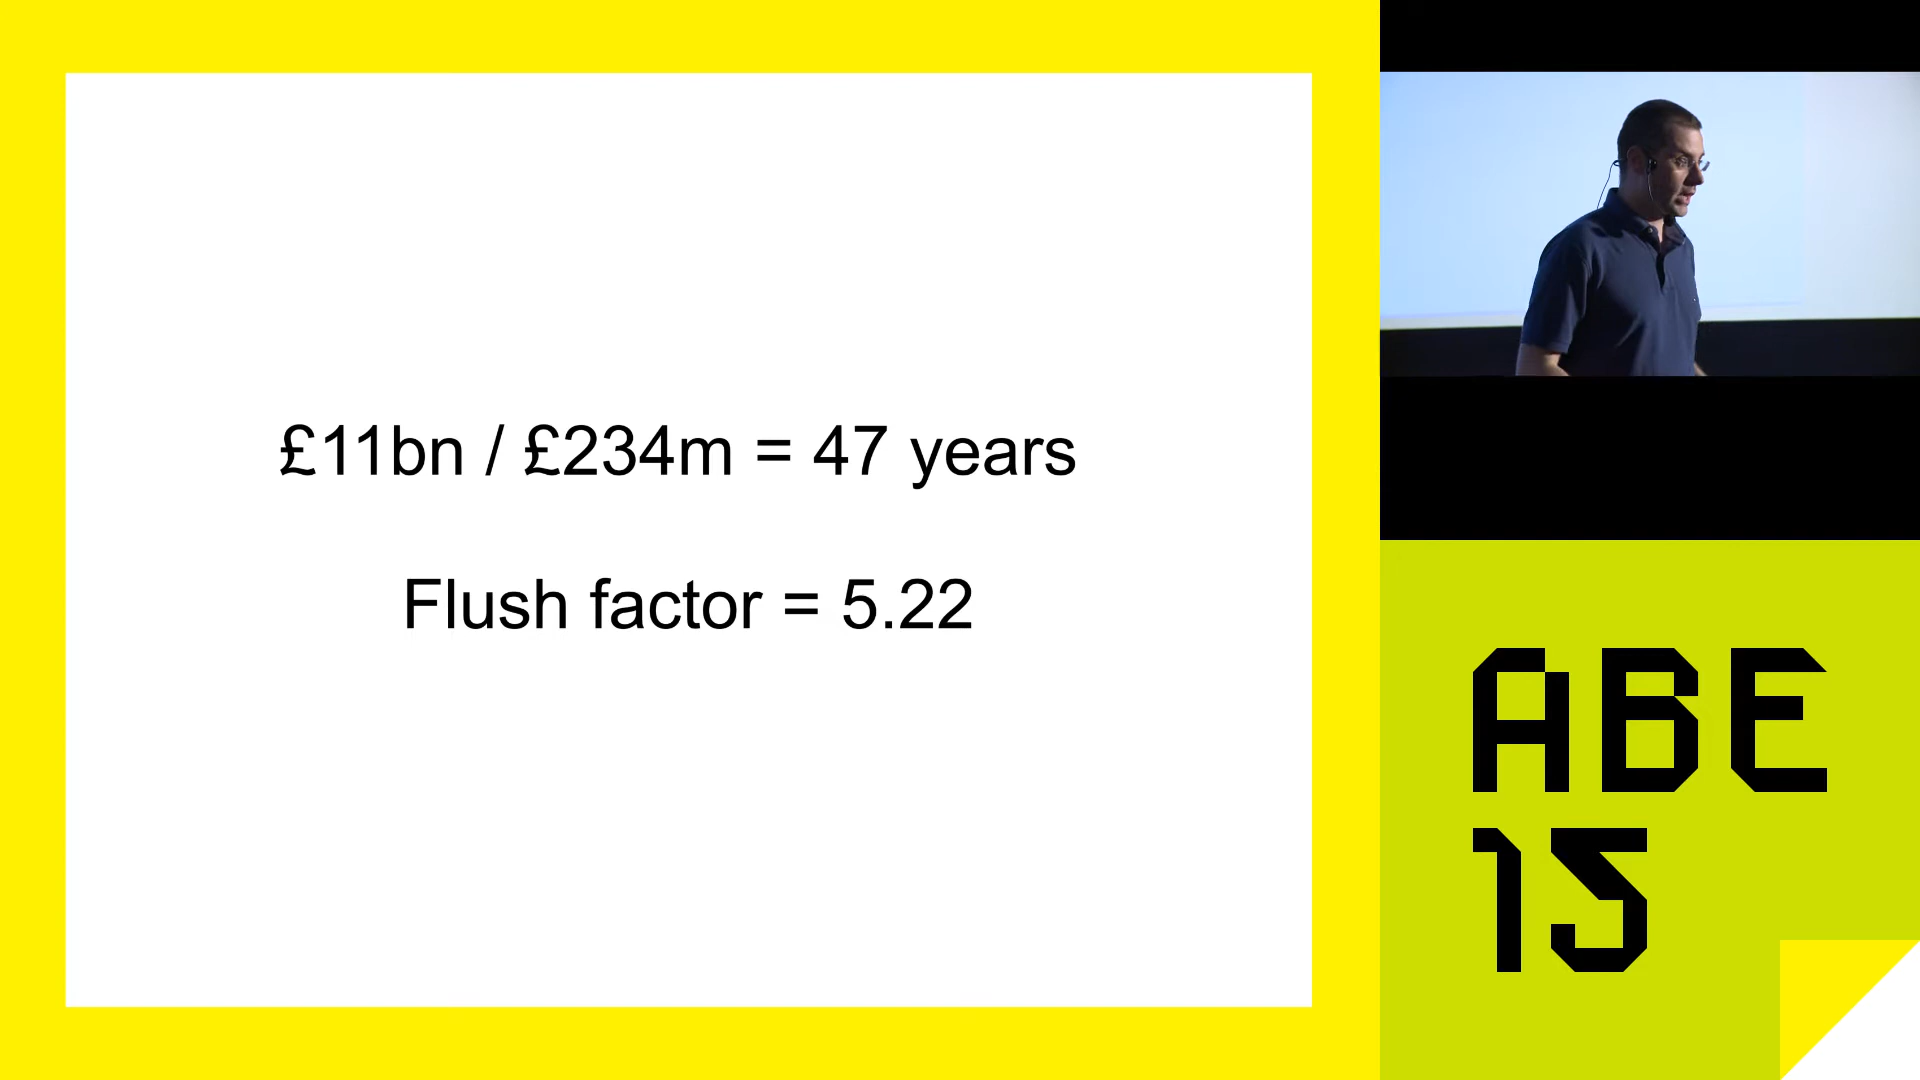 £11bn / £234m = 47 years
Flush factor = 5.22
ABE
15